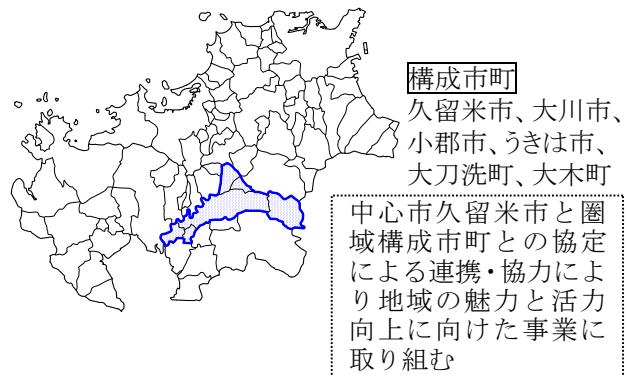 構成市町
久留米市、大川市、
小郡市、うきは市、
大刀洗町、大木町
中心市久留米市と圏
域構成市町との協定
による連携・協力によ
り地域の魅力と活力
向上に向けた事業に
取り組む